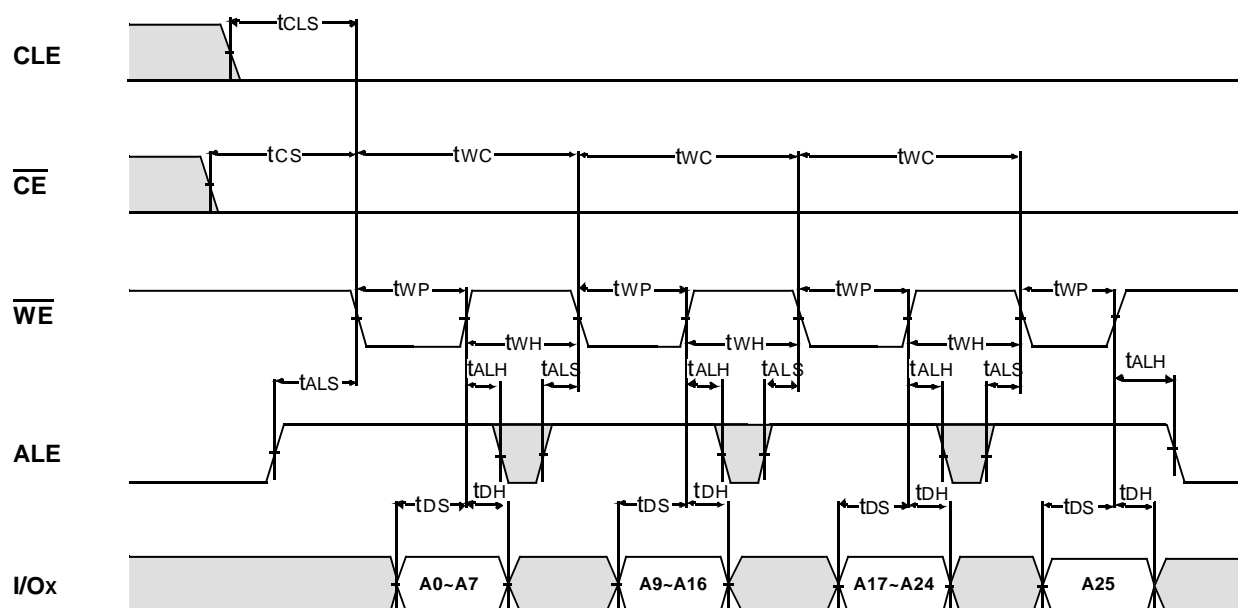 CLE
tCLS
CE
tCS
tWC
tWC
tWC
WE
tWP
tWP
tWP
tWP
tWH
tWH
tWH
tALS
tALH
tALS
tALH
tALS
tALH
tALS
tALH
ALE
tDS
tDH
tDS
tDH
tDS
tDH
tDS
tDH
I/Ox
A0~A7
A9~A16
A17~A24
A25